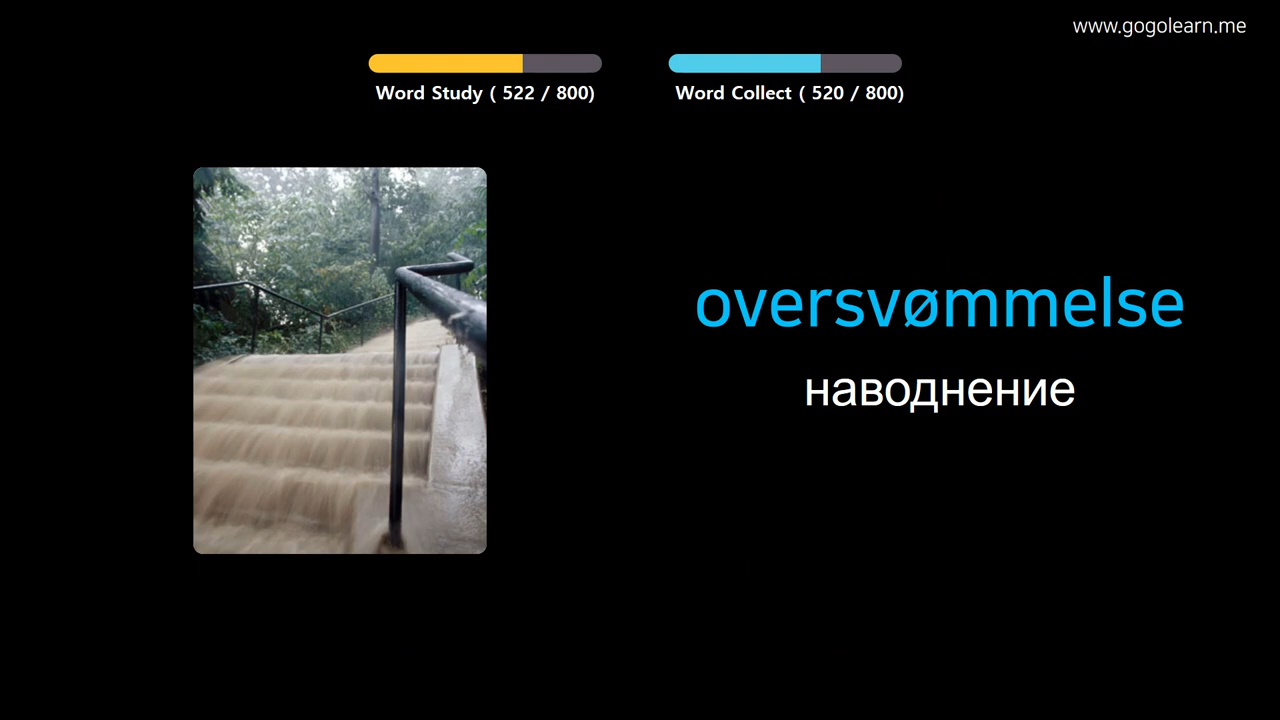 www.gogolearn.me
Word Study ( 522 / 800)
Word Collect ( 520 / 800)
oversvømmelse
наводнение